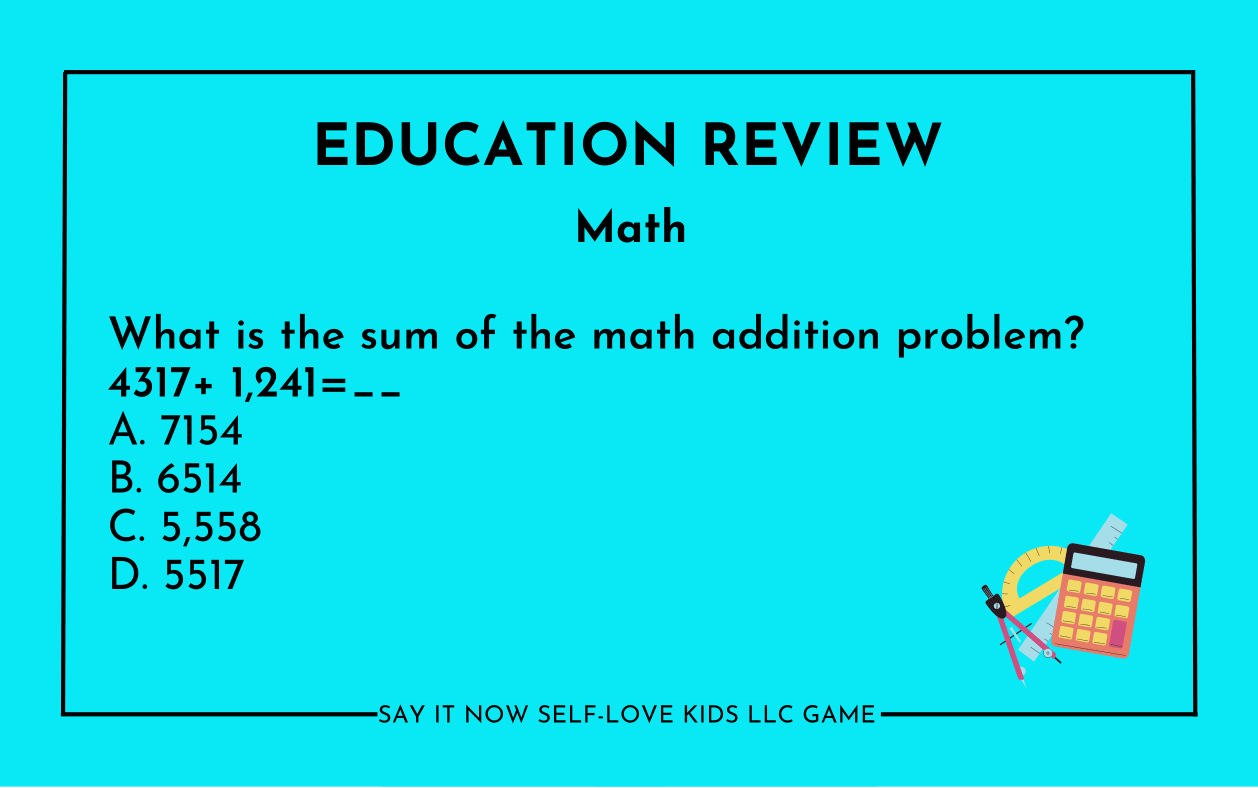 EDUCATION REVIEW
Math
What is the sum of the math addition problem?
4317+ 1,241=__
A. 7154
B. 6514
C. 5,558
D. 5517
SAY IT NOW SELF-LOVE KIDS LLC GAME